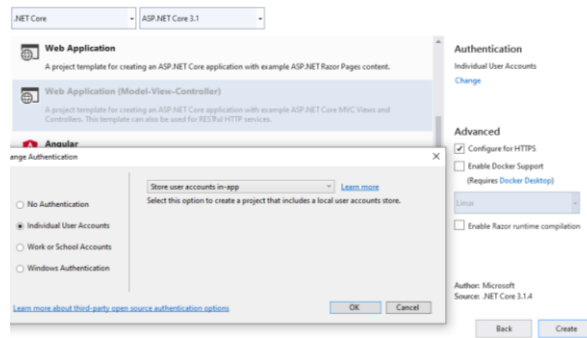 .NET Core
ASP.NET Core 3.1
Web Application
A project template for creating an ASP.NET Core application with example ASP.NET Razor Pages content.
Web Application (Model-View-Controller)
A project template for creating an ASP.NET Core application with example ASP.NET Core MVC Views and
Controllers. This template can also be used for RESTful HTTP services.
Angular
ange Authentication
No Authentication
Individual User Accounts
Work or School Accounts
Windows Authentication
Store user accounts in-app
Learn more
Select this option to create a project that includes a local user accounts store.
Learn more about third-party open source authentication options
OK
Cancel
Authentication
Individual User Accounts
Change
Advanced
Configure for HTTPS
Enable Docker Support
(Requires Docker Desktop)
Linux
Enable Razor runtime compilation
Author: Microsoft
Source: .NET Core 3.1.4
Back
Create